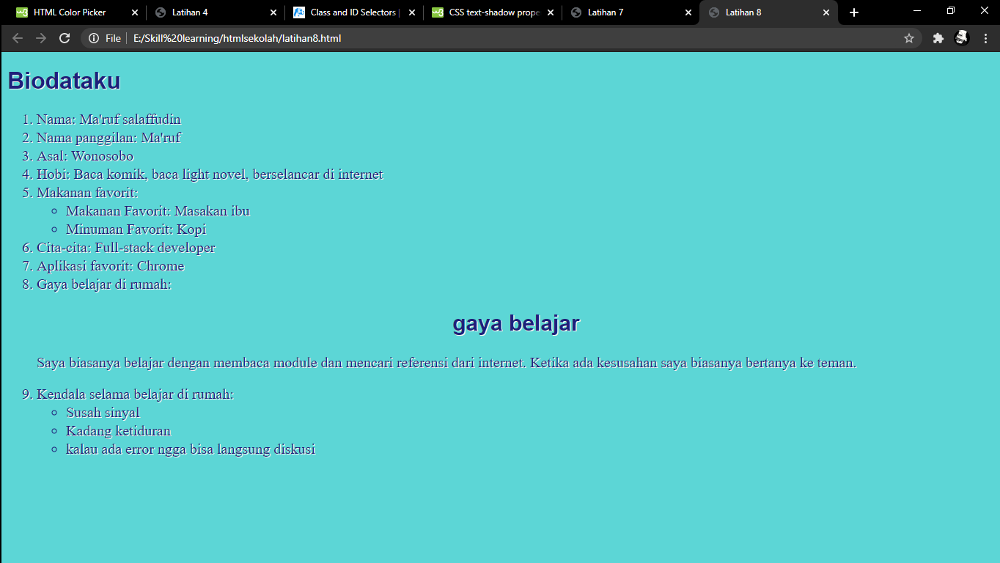 HTML Color Picker
Latihan 4
Class and ID Selectors |
CSS text-shadow prope
Latihan 7
Latihan 8
File
E:/Skill%20learning/htmlsekolah/latihan8.html
Biodataku
1. Nama: Ma'ruf salaffudin
2. Nama panggilan: Ma'ruf
3. Asal: Wonosobo
4. Hobi: Baca komik, baca light novel, berselancar di internet
5. Makanan favorit:
Makanan Favorit: Masakan ibu
Minuman Favorit: Kopi
6. Cita-cita: Full-stack developer
7. Aplikasi favorit: Chrome
8. Gaya belajar di rumah:
gaya belajar
Saya biasanya belajar dengan membaca module dan mencari referensi dari internet. Ketika ada kesusahan saya biasanya bertanya ke teman.
9. Kendala selama belajar di rumah:
Susah sinyal
Kadang ketiduran
kalau ada error ngga bisa langsung diskusi